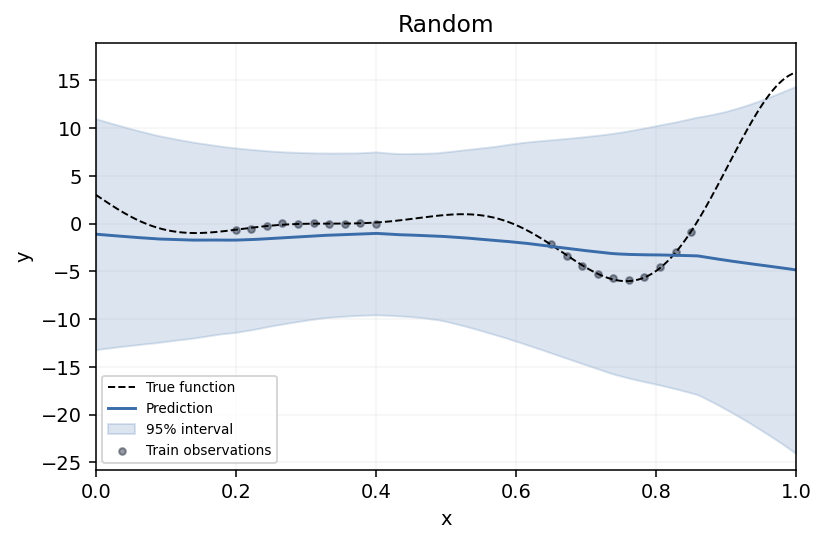 Random
15
10
5
0
−5
−10
−15
−20
−25
y
True function
Prediction
95% interval
Train observations
0.0 0.2 0.4 0.6 0.8 1.0
x